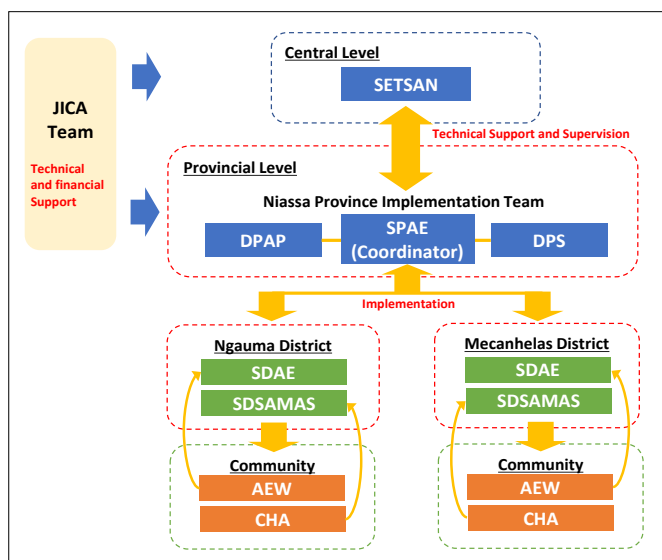 Central Level
SETSAN
JICA
Team
Technical
and financial
Support
Technical Support and Supervision
Provincial Level
Niassa Province Implementation Team
DPAP
SPAE
(Coordinator)
DPS
Implementation
Ngauma District
SDAE
SDSAMAS
Community
AEW
CHA
Mecanhelas District
SDAE
SDSAMAS
Community
AEW
CHA